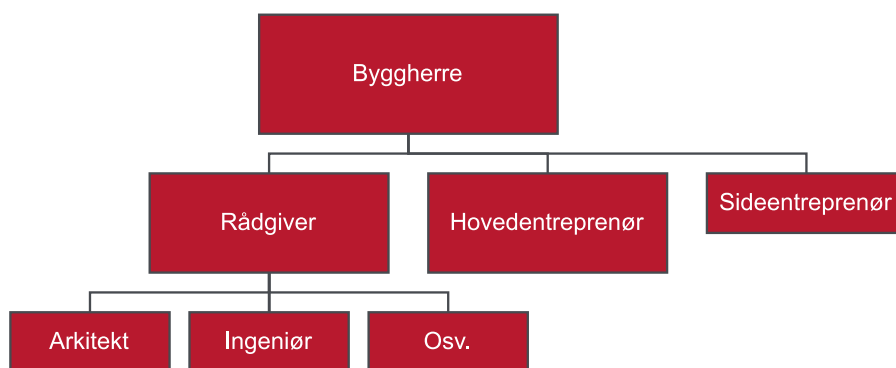 Byggherre
Rådgiver
Hovedentreprenør
Sideentreprenør
Arkitekt
Ingeniør
Osv.